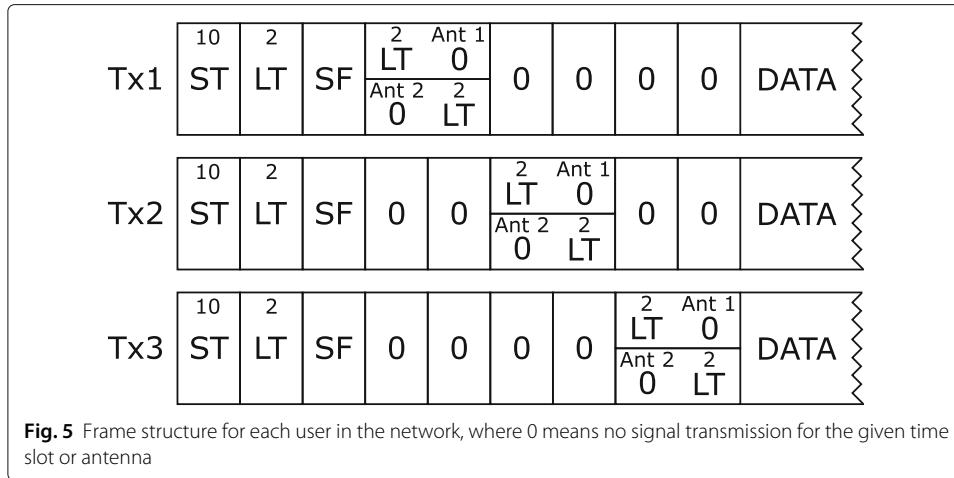 10 2 2 Ant 1
Tx1 ST LT SF LT 0 0 0 0 0 DATA
Ant 2 2
0 LT
10 2 2 Ant 1
Tx2 ST LT SF 0 0 LT 0 0 0 DATA
Ant 2 2
0 LT
10 2 2 Ant 1
Tx3 ST LT SF 0 0 0 0 LT 0 DATA
Ant 2 2
0 LT
Fig. 5 Frame structure for each user in the network, where 0 means no signal transmission for the given time
slot or antenna